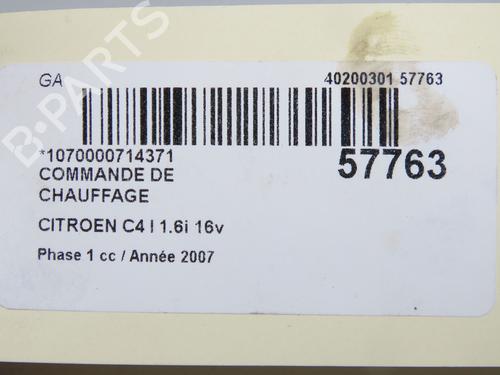 GA
40200301 57763
*1070000714371
57763
COMMANDE DE
CHAUFFAGE
CITROEN C4 I 1.6i 16v
Phase 1 cc / Année 2007
B-PARTS